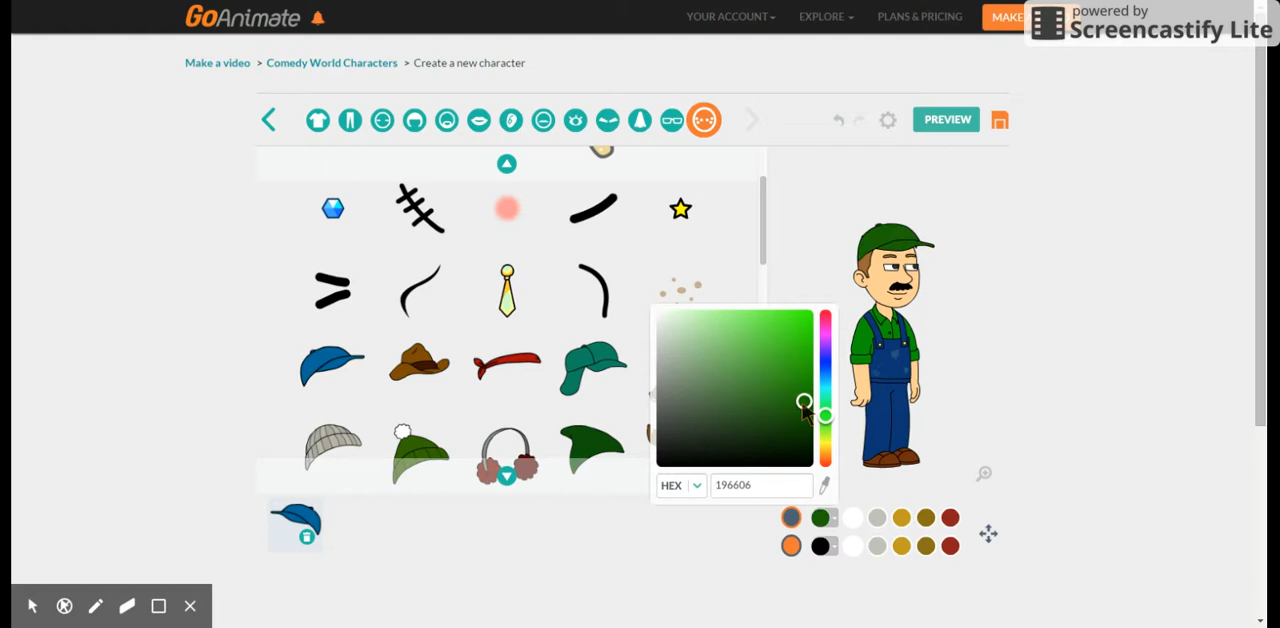 GoAnimate
YOUR ACCOUNT
EXPLORE
PLANS & PRICING
MAKE
powered by
Screencastify Lite
Make a video > Comedy World Characters > Create a new character
PREVIEW
HEX
196606